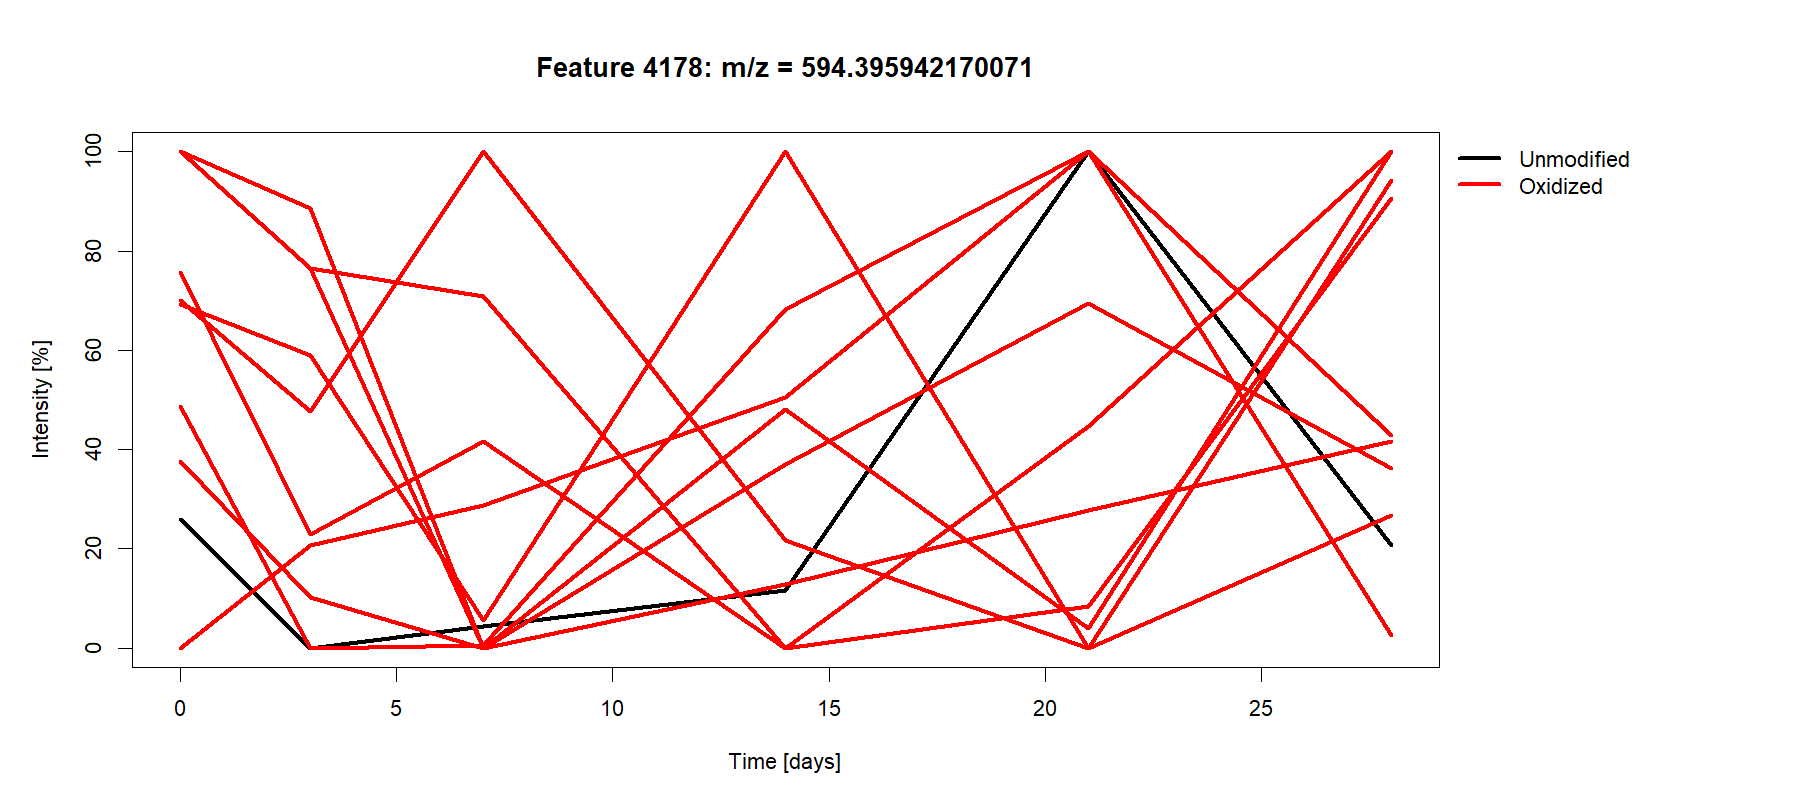 Feature 4178: m/z = 594.395942170071
Unmodified
Oxidized
Intensity [%]
100
80
60
40
20
0
0 5 10 15 20 25
Time [days]